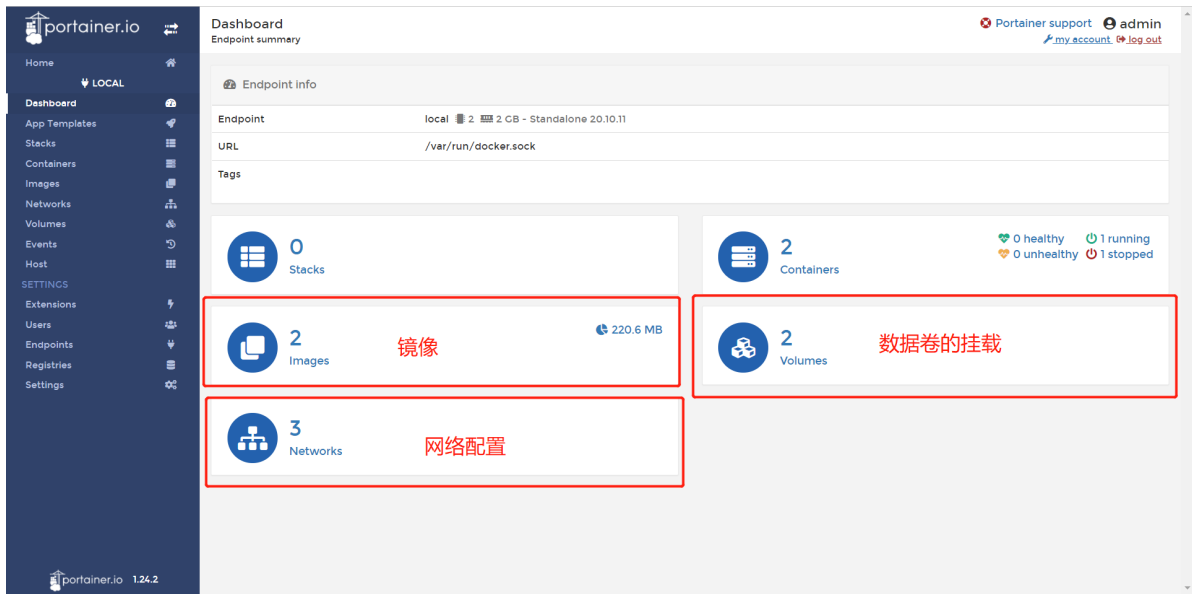 portainer.io
Home
LOCAL
Dashboard
App Templates
Stacks
Containers
Images
Networks
Volumes
Events
Host
SETTINGS
Extensions
Users
Endpoints
Registries
Settings
portainer.io 1.24.2
Dashboard
Endpoint summary
Portainer support admin
my account log out
Endpoint info
Endpoint local 2 2 GB - Standalone 20.10.11
URL /var/run/docker.sock
Tags
0
Stacks
2
Containers
0 healthy 1 running
0 unhealthy 1 stopped
2
Images
220.6 MB
镜像
2
Volumes
数据卷的挂载
3
Networks
网络配置